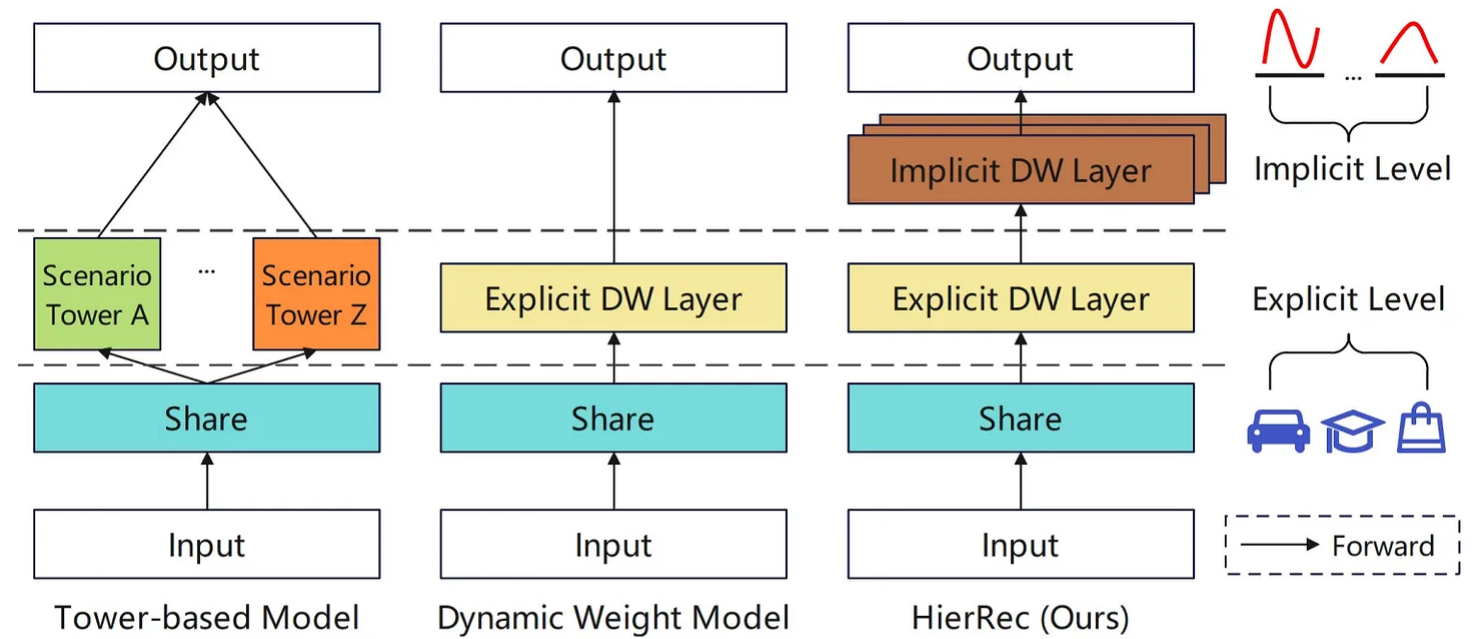 Output
Output
Output
Implicit DW Layer
Implicit Level
...
Scenario
Tower A
...
Scenario
Tower Z
Explicit DW Layer
Explicit DW Layer
Explicit Level
Share
Share
Share
Input
Input
Input
Forward
Tower-based Model
Dynamic Weight Model
HierRec (Ours)